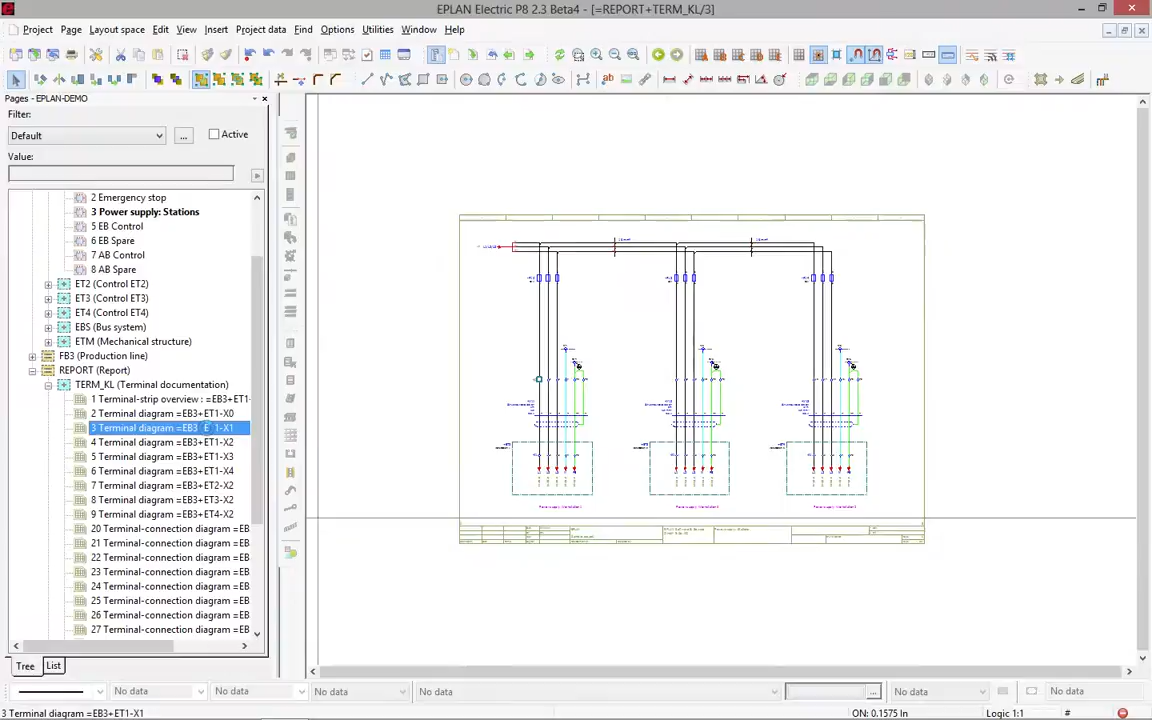 EPLAN Electric P8 2.3 Beta4 - [=REPORT+TERM_KL/3]
Project Page Layout space Edit View Insert Project data Find Options Utilities Window Help
Pages - EPLAN-DEMO
Filter:
Default
...
Active
Value:
2 Emergency stop
3 Power supply: Stations
5 EB Control
6 EB Spare
7 AB Control
8 AB Spare
ET2 (Control ET2)
ET3 (Control ET3)
ET4 (Control ET4)
EBS (Bus system)
ETM (Mechanical structure)
FB3 (Production line)
REPORT (Report)
TERM_KL (Terminal documentation)
1 Terminal-strip overview : =EB3+ET1-
2 Terminal diagram =EB3+ET1-X0
3 Terminal diagram =EB3+ET1-X1
4 Terminal diagram =EB3+ET1-X2
5 Terminal diagram =EB3+ET1-X3
6 Terminal diagram =EB3+ET1-X4
7 Terminal diagram =EB3+ET2-X2
8 Terminal diagram =EB3+ET3-X2
9 Terminal diagram =EB3+ET4-X2
20 Terminal-connection diagram =EB
21 Terminal-connection diagram =EB
22 Terminal-connection diagram =EB
23 Terminal-connection diagram =EB
24 Terminal-connection diagram =EB
25 Terminal-connection diagram =EB
26 Terminal-connection diagram =EB
27 Terminal-connection diagram =EB
Tree List
No data No data No data No data ... No data No data
3 Terminal diagram =EB3+ET1-X1 ON: 0.1575 In Logic 1:1 #